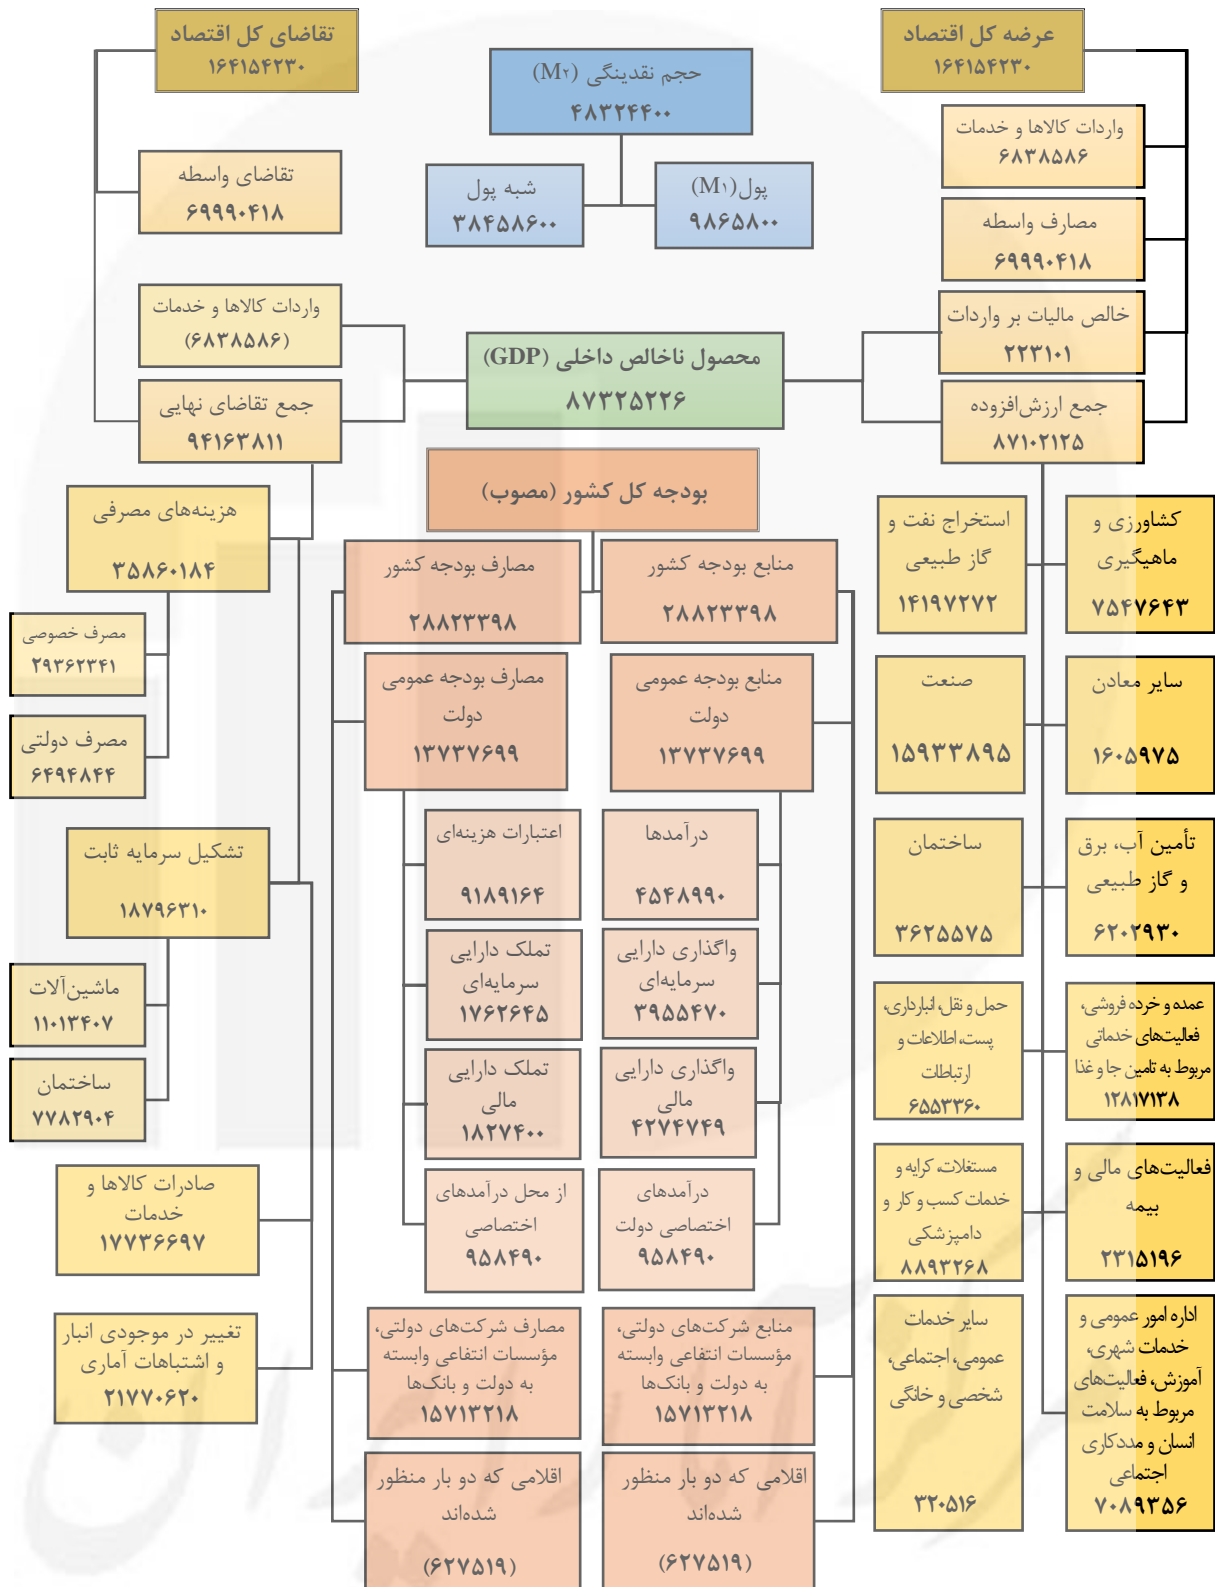 عرضه کل اقتصاد
۱۶۴۱۵۴۲۳۰
واردات کالاها و خدمات
۶۸۳۸۵۸۶
مصارف واسطه
۶۹۹۹۰۴۱۸
خالص مالیات بر واردات
۲۲۳۱۰۱
جمع ارزش‌افزوده
۸۷۱۰۲۱۲۵
کشاورزی و
ماهیگیری
۷۵۴۷۶۴۳
استخراج نفت و
گاز طبیعی
۱۴۱۹۷۲۷۲
سایر معادن
۱۶۰۵۹۷۵
صنعت
۱۵۹۳۳۸۹۵
تأمین آب، برق
و گاز طبیعی
۶۲۰۲۹۳۰
ساختمان
۳۶۲۵۵۷۵
عمده و خرده فروشی،
فعالیت‌های خدماتی
مربوط به تامین جا و غذا
۱۲۸۱۷۱۳۸
حمل و نقل، انبارداری،
پست، اطلاعات و
ارتباطات
۶۵۵۳۳۶۰
فعالیت‌های مالی و
بیمه
۲۳۱۵۱۹۶
مستغلات، کرایه و
خدمات کسب و کار و
دامپزشکی
۸۸۹۳۲۶۸
اداره امور عمومی و
خدمات شهری،
آموزش، فعالیت‌های
مربوط به سلامت
انسان و مددکاری
اجتماعی
۷۰۸۹۳۵۶
سایر خدمات
عمومی، اجتماعی،
شخصی و خانگی
۳۲۰۵۱۶
حجم نقدینگی (M۲)
۴۸۳۲۴۴۰۰
پول(M۱)
۹۸۶۵۸۰۰
شبه پول
۳۸۴۵۸۶۰۰
محصول ناخالص داخلی (GDP)
۸۷۳۲۵۲۲۶
بودجه کل کشور (مصوب)
منابع بودجه کشور
۲۸۸۲۳۳۹۸
مصارف بودجه کشور
۲۸۸۲۳۳۹۸
منابع بودجه عمومی
دولت
۱۳۷۳۷۶۹۹
مصارف بودجه عمومی
دولت
۱۳۷۳۷۶۹۹
درآمدها
۴۵۴۸۹۹۰
اعتبارات هزینه‌ای
۹۱۸۹۱۶۴
واگذاری دارایی
سرمایه‌ای
۳۹۵۵۴۷۰
تملک دارایی
سرمایه‌ای
۱۷۶۲۶۴۵
واگذاری دارایی
مالی
۴۲۷۴۷۴۹
تملک دارایی
مالی
۱۸۲۷۴۰۰
درآمدهای
اختصاصی دولت
۹۵۸۴۹۰
از محل درآمدهای
اختصاصی
۹۵۸۴۹۰
منابع شرکت‌های دولتی،
مؤسسات انتفاعی وابسته
به دولت و بانک‌ها
۱۵۷۱۳۲۱۸
مصارف شرکت‌های دولتی،
مؤسسات انتفاعی وابسته
به دولت و بانک‌ها
۱۵۷۱۳۲۱۸
اقلامی که دو بار منظور
شده‌اند
(۶۲۷۵۱۹)
اقلامی که دو بار منظور
شده‌اند
(۶۲۷۵۱۹)
تقاضای کل اقتصاد
۱۶۴۱۵۴۲۳۰
تقاضای واسطه
۶۹۹۹۰۴۱۸
واردات کالاها و خدمات
(۶۸۳۸۵۸۶)
جمع تقاضای نهایی
۹۴۱۶۳۸۱۱
هزینه‌های مصرفی
۳۵۸۶۰۱۸۴
مصرف خصوصی
۲۹۳۶۲۳۴۱
مصرف دولتی
۶۴۹۴۸۴۴
تشکیل سرمایه ثابت
۱۸۷۹۶۳۱۰
ماشین‌آلات
۱۱۰۱۳۴۰۷
ساختمان
۷۷۸۲۹۰۴
صادرات کالاها و
خدمات
۱۷۷۳۶۶۹۷
تغییر در موجودی انبار
و اشتباهات آماری
۲۱۷۷۰۶۲۰